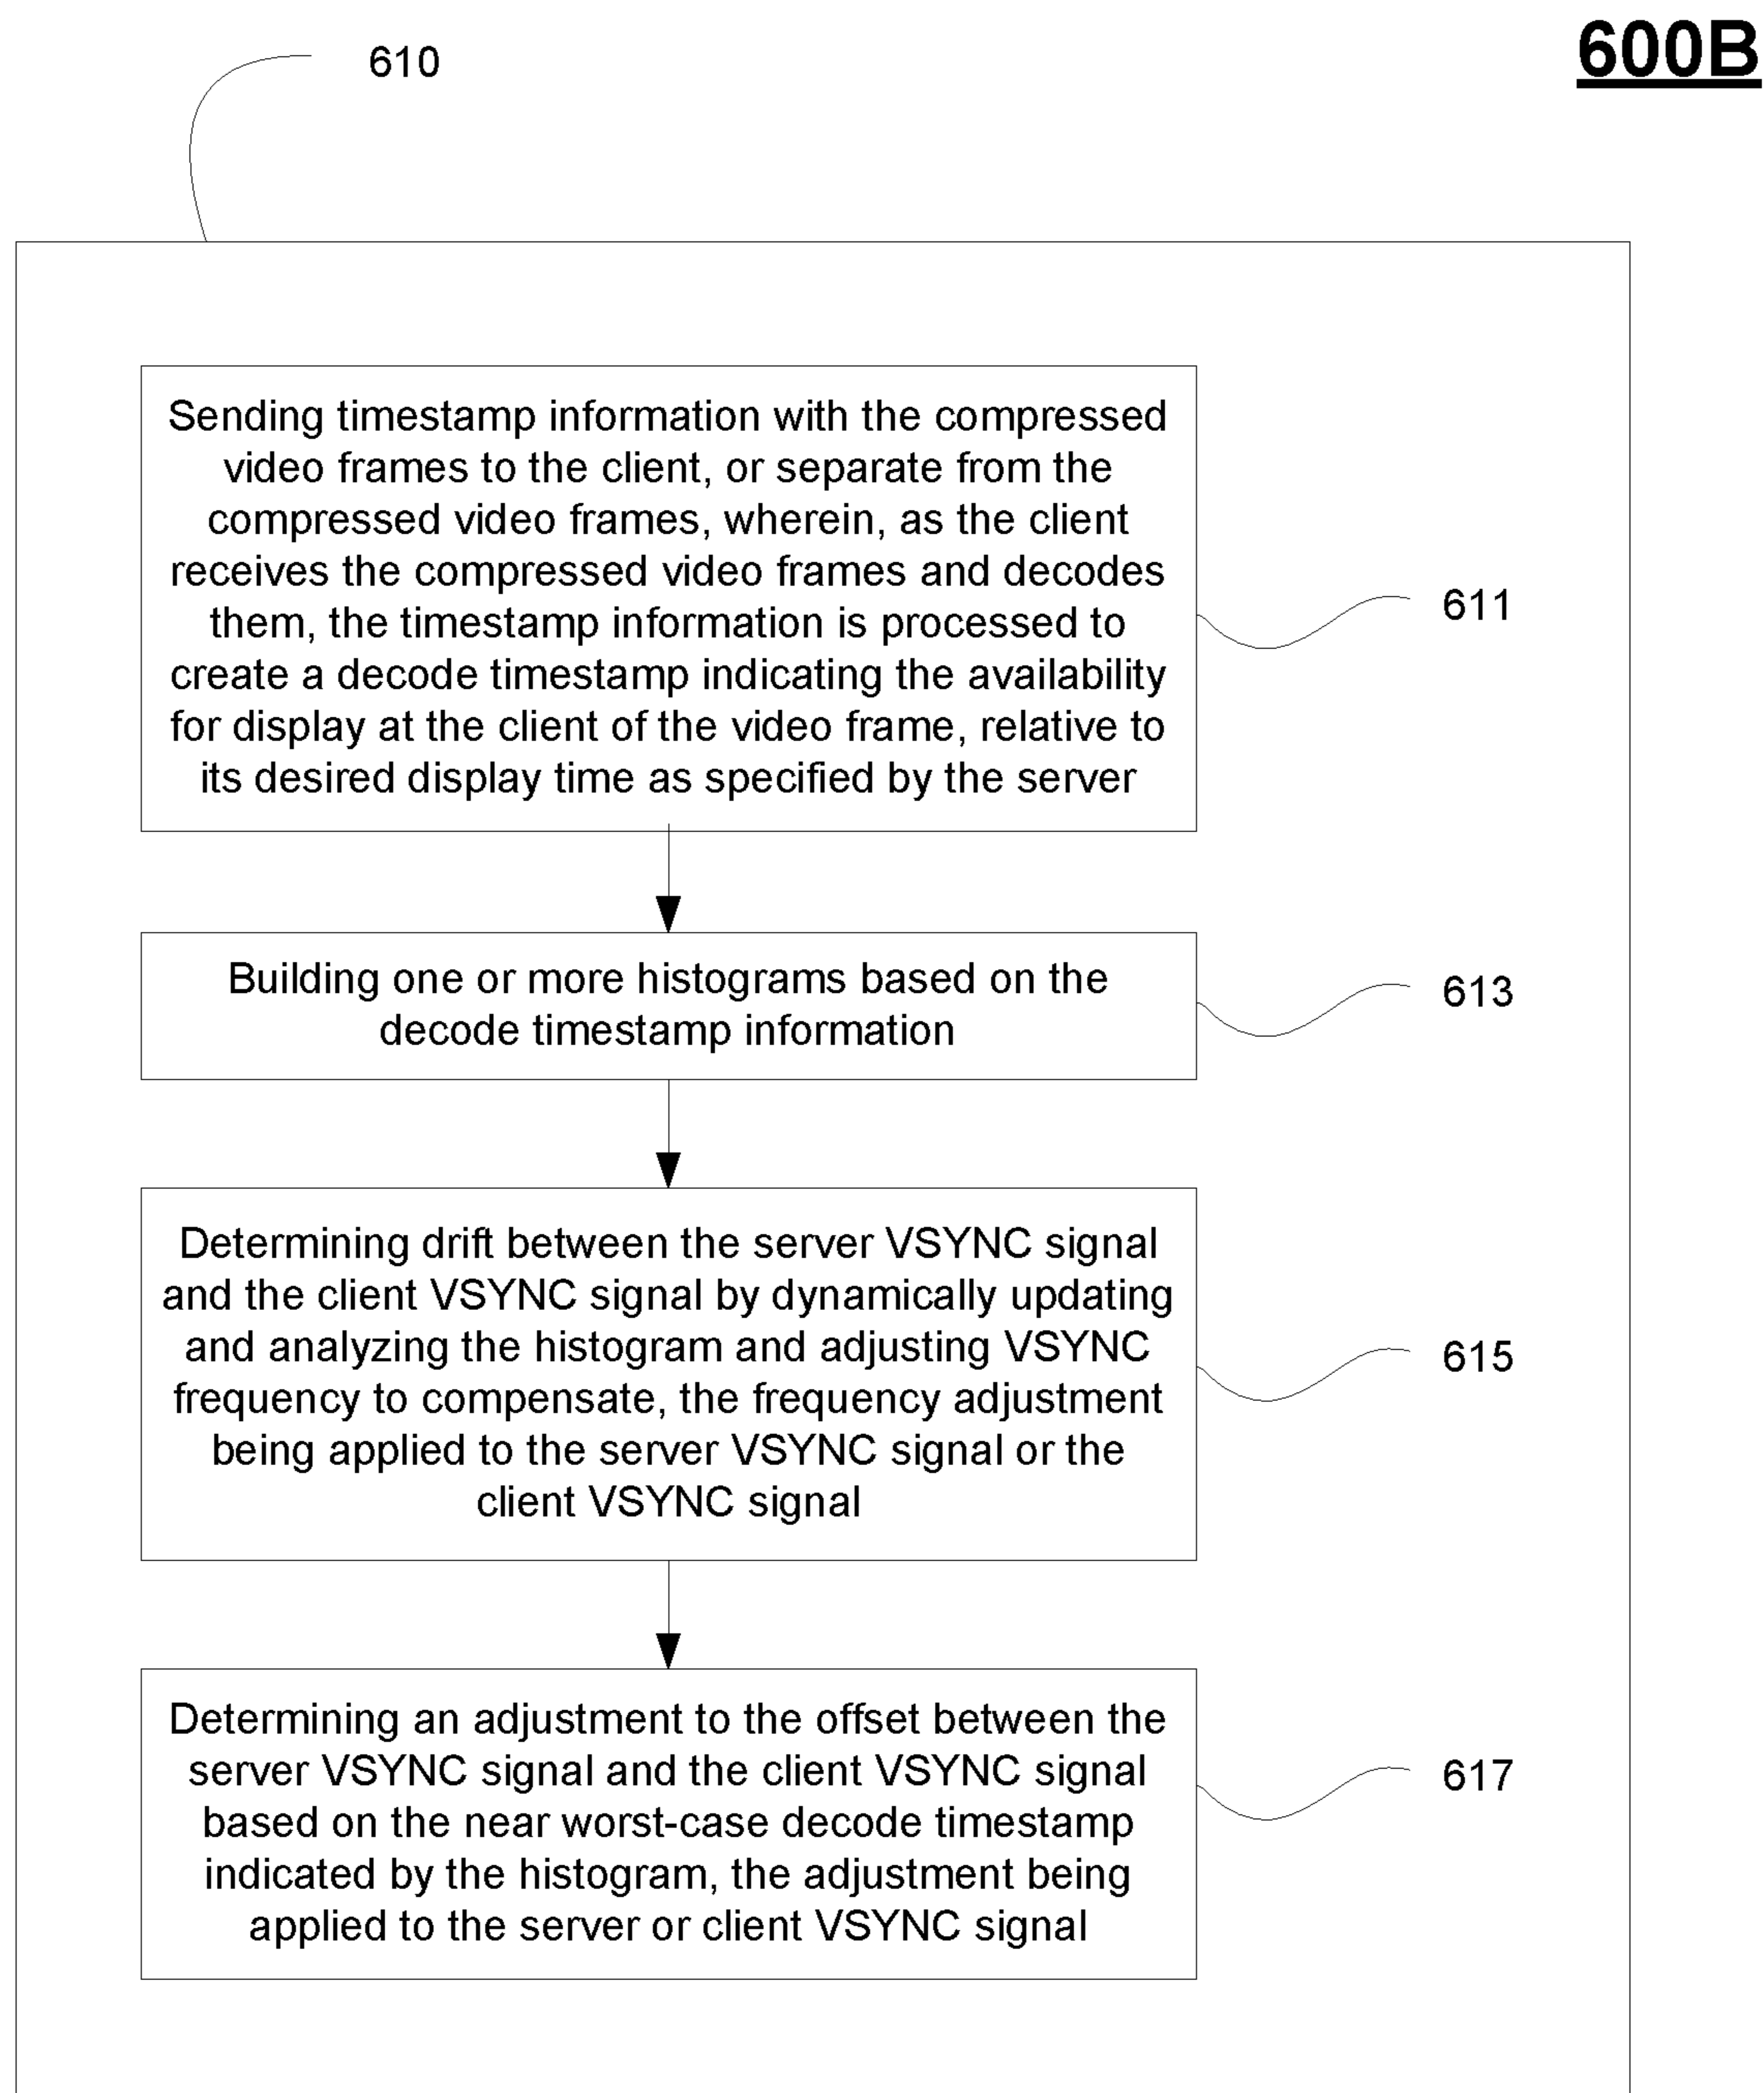 600B
610
Sending timestamp information with the compressed
video frames to the client, or separate from the
compressed video frames, wherein, as the client
receives the compressed video frames and decodes
them, the timestamp information is processed to
create a decode timestamp indicating the availability
for display at the client of the video frame, relative to
its desired display time as specified by the server
611
Building one or more histograms based on the
decode timestamp information
613
Determining drift between the server VSYNC signal
and the client VSYNC signal by dynamically updating
and analyzing the histogram and adjusting VSYNC
frequency to compensate, the frequency adjustment
being applied to the server VSYNC signal or the
client VSYNC signal
615
Determining an adjustment to the offset between the
server VSYNC signal and the client VSYNC signal
based on the near worst-case decode timestamp
indicated by the histogram, the adjustment being
applied to the server or client VSYNC signal
617